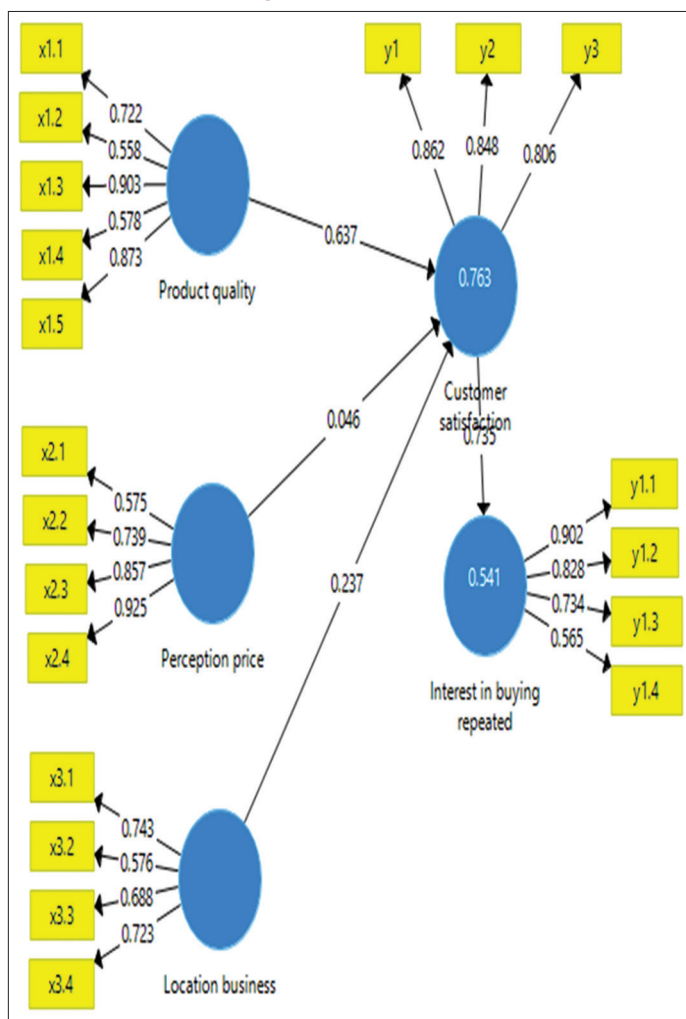 x1.1
x1.2
x1.3
x1.4
x1.5
0.722
0.558
0.903
0.578
0.873
Product quality
0.637
y1
y2
y3
0.862
0.848
0.806
0.763
Customer
satisfaction
0.735
x2.1
x2.2
x2.3
x2.4
0.575
0.739
0.857
0.925
Perception price
0.046
0.541
Interest in buying
repeated
0.902
0.828
0.734
0.565
y1.1
y1.2
y1.3
y1.4
x3.1
x3.2
x3.3
x3.4
0.743
0.576
0.688
0.723
Location business
0.237